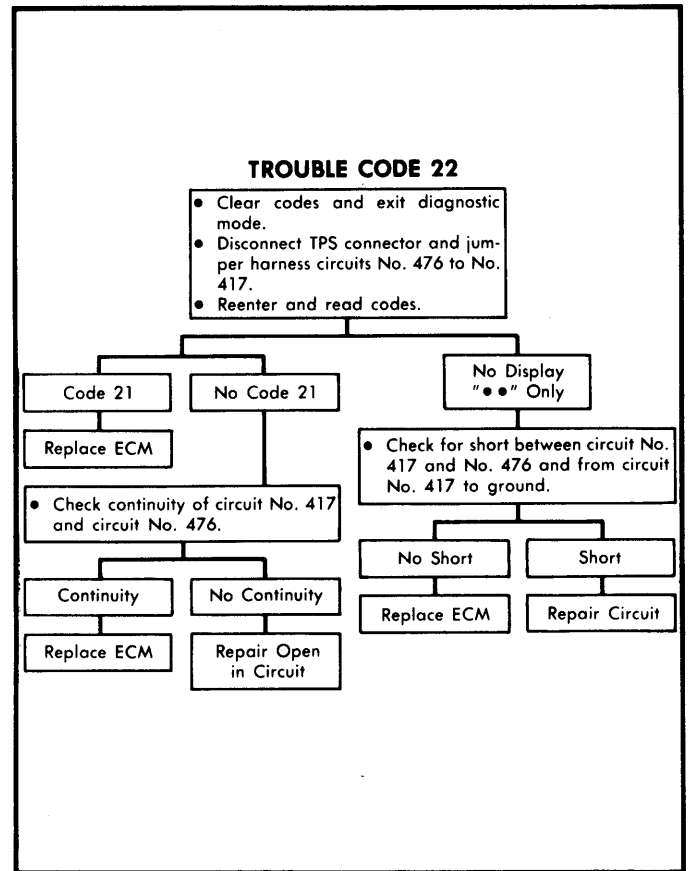 TROUBLE CODE 22
● Clear codes and exit diagnostic
mode.
● Disconnect TPS connector and jum-
per harness circuits No. 476 to No.
417.
● Reenter and read codes.
Code 21
No Code 21
No Display
"● ●" Only
Replace ECM
● Check for short between circuit No.
417 and No. 476 and from circuit
No. 417 to ground.
● Check continuity of circuit No. 417
and circuit No. 476.
No Short
Short
Continuity
No Continuity
Replace ECM
Repair Circuit
Replace ECM
Repair Open
in Circuit